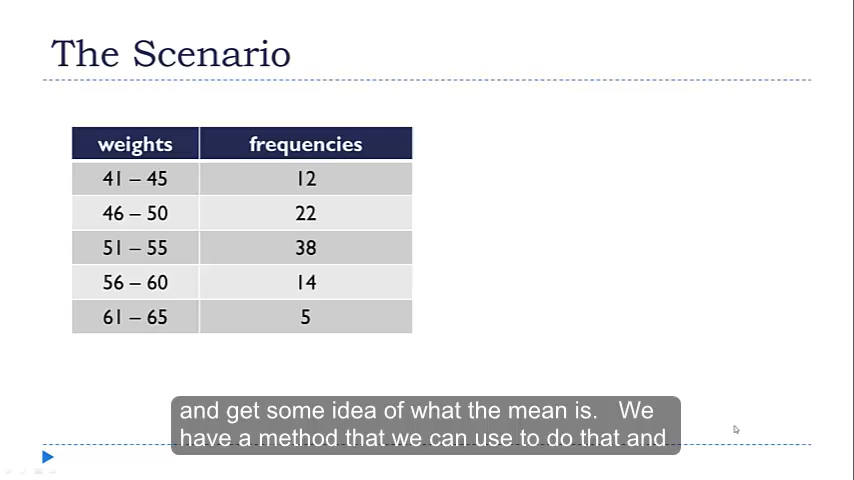 The Scenario
weights frequencies
41 – 45 12
46 – 50 22
51 – 55 38
56 – 60 14
61 – 65 5
and get some idea of what the mean is. We
have a method that we can use to do that and